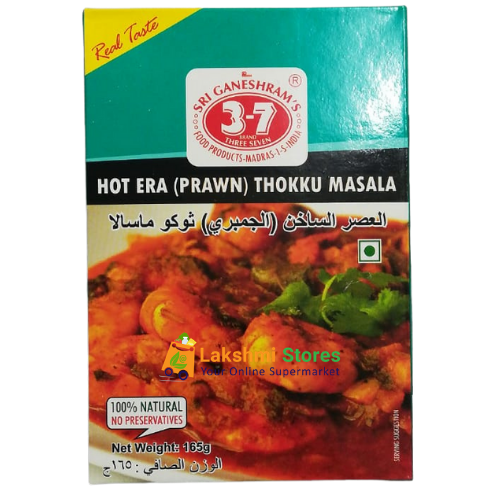 Real Taste
SRI GANESHRAM'S
®
3-7
BRAND
THREE SEVEN
FOOD PRODUCTS-MADRAS-1-S-INDIA
HOT ERA (PRAWN) THOKKU MASALA
العصر الساخن (الجمبري) ثوكو ماسالا
Lakshmi Stores
Your Online Supermarket
100% NATURAL
NO PRESERVATIVES
Net Weight: 165g
الوزن الصافي : ١٦٥ج
SERVING SUGGESTION